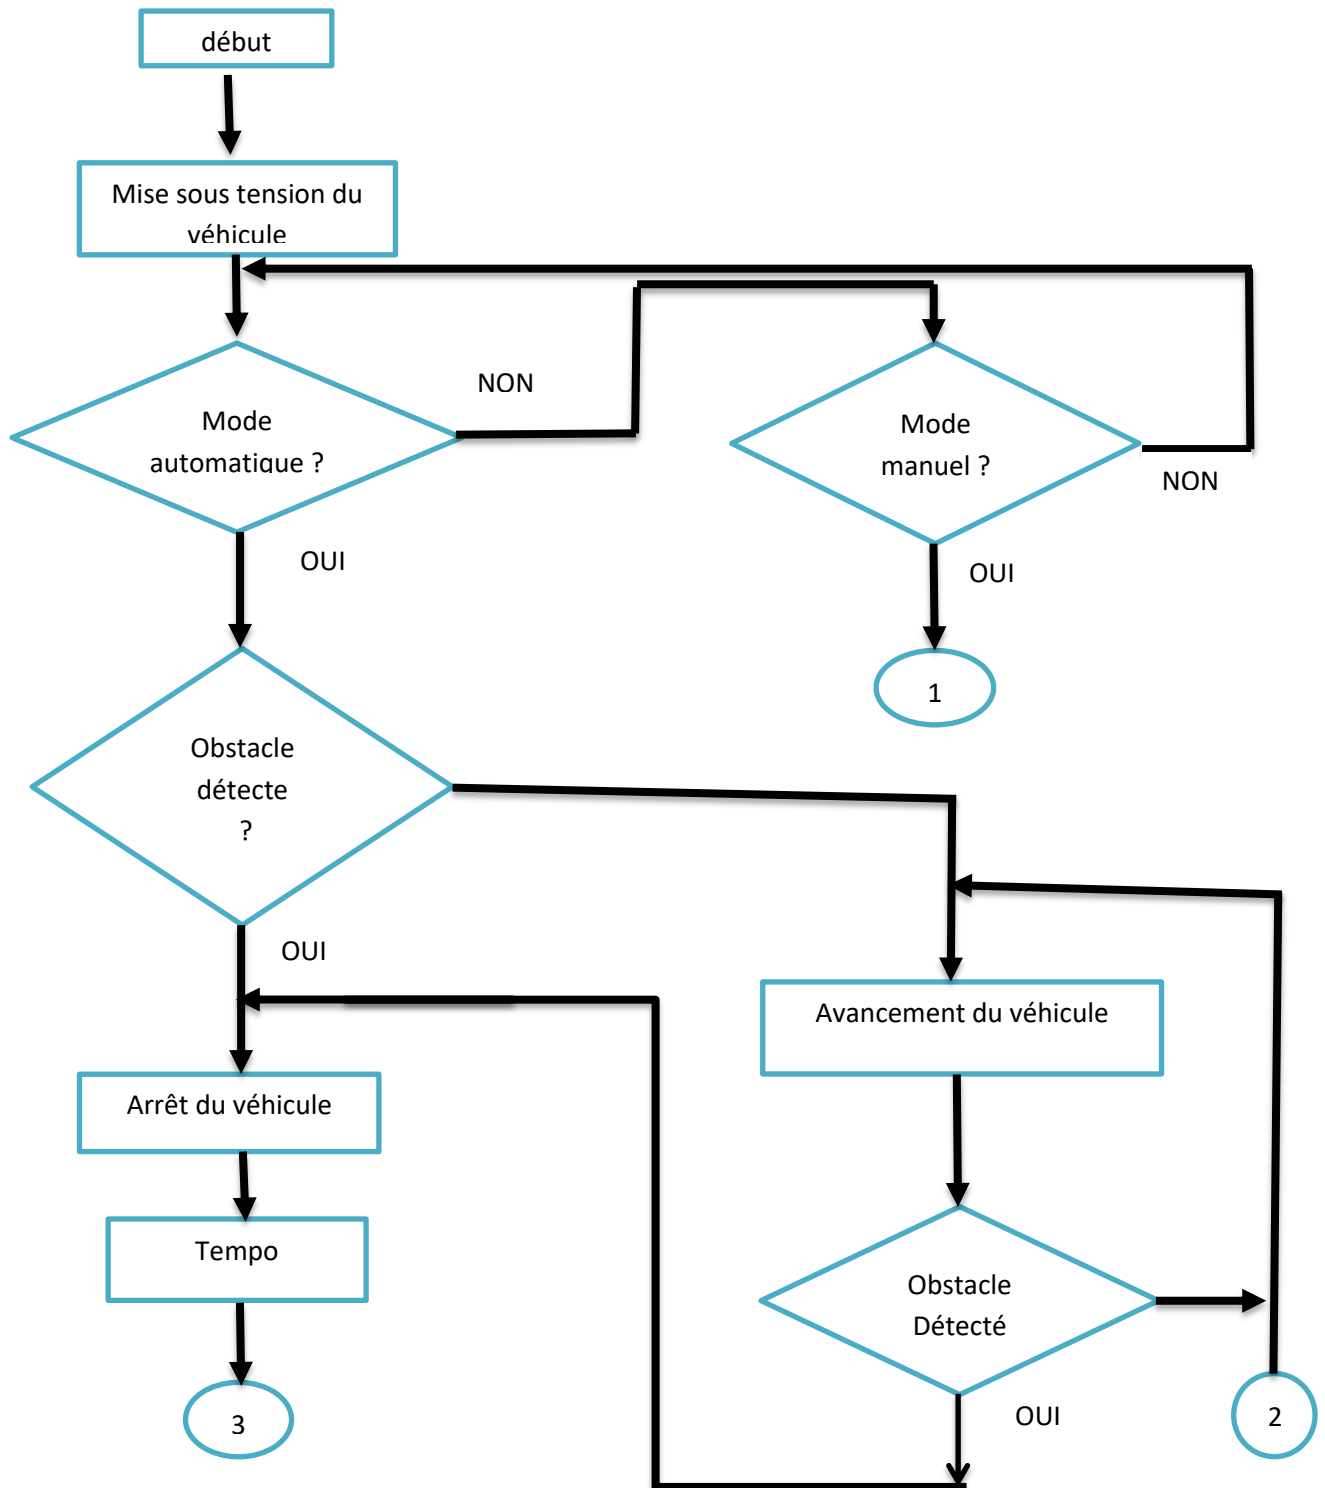 début
Mise sous tension du
véhicule
NON
Mode
automatique ?
Mode
manuel ?
NON
OUI
OUI
1
Obstacle
détecte
?
OUI
Avancement du véhicule
Arrêt du véhicule
Tempo
Obstacle
Détecté
OUI
3
2